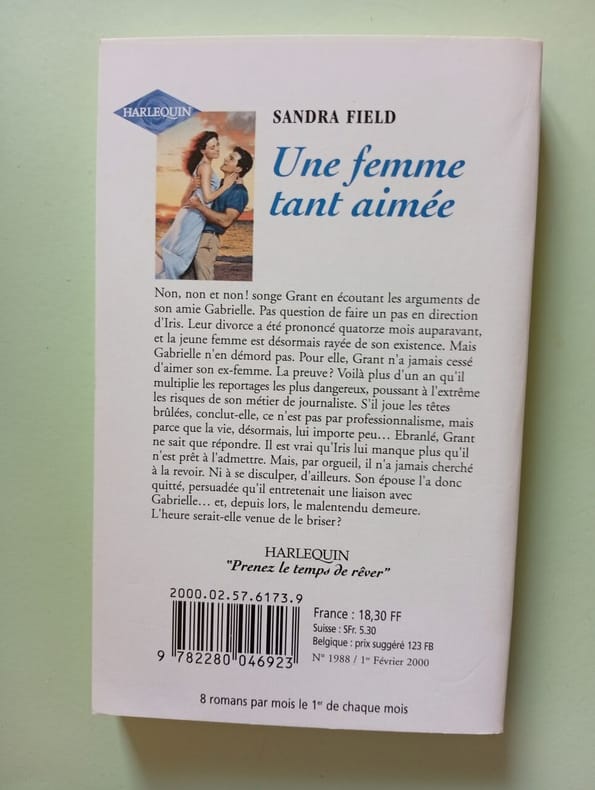 HARLEQUIN
SANDRA FIELD
Une femme
tant aimée
Non, non et non! songe Grant en écoutant les arguments de
son amie Gabrielle. Pas question de faire un pas en direction
d'Iris. Leur divorce a été prononcé quatorze mois auparavant,
et la jeune femme est désormais rayée de son existence. Mais
Gabrielle n'en démord pas. Pour elle, Grant n'a jamais cessé
d'aimer son ex-femme. La preuve? Voilà plus d'un an qu'il
multiplie les reportages les plus dangereux, poussant à l'extrême
les risques de son métier de journaliste. S'il joue les têtes
brûlées, conclut-elle, ce n'est pas par professionnalisme, mais
parce que la vie, désormais, lui importe peu... Ebranlé, Grant
ne sait que répondre. Il est vrai qu'Iris lui manque plus qu'il
n'est prêt à l'admettre. Mais, par orgueil, il n'a jamais cherché
à la revoir. Ni à se disculper, d'ailleurs. Son épouse l'a donc
quitté, persuadée qu'il entretenait une liaison avec
Gabrielle... et, depuis lors, le malentendu demeure.
L'heure serait-elle venue de le briser?
HARLEQUIN
"Prenez le temps de rêver"
2000.02.57.6173.9
9 782280 046923
France : 18,30 FF
Suisse : SFr. 5.30
Belgique : prix suggéré 123 FB
N° 1988 / 1er Février 2000
8 romans par mois le 1er de chaque mois